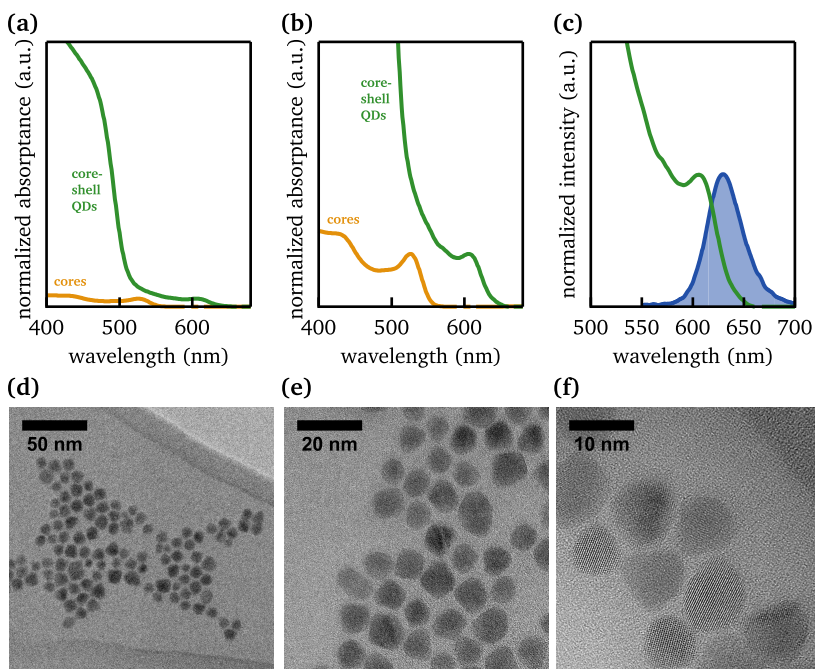 (a)
(b)
(c)
normalized absorptance (a.u.)
core-
shell
QDs
cores
400
500
600
wavelength (nm)
normalized absorptance (a.u.)
core-
shell
QDs
cores
400
500
600
wavelength (nm)
normalized intensity (a.u.)
500
550
600
650
700
wavelength (nm)
(d)
(e)
(f)
50 nm
20 nm
10 nm